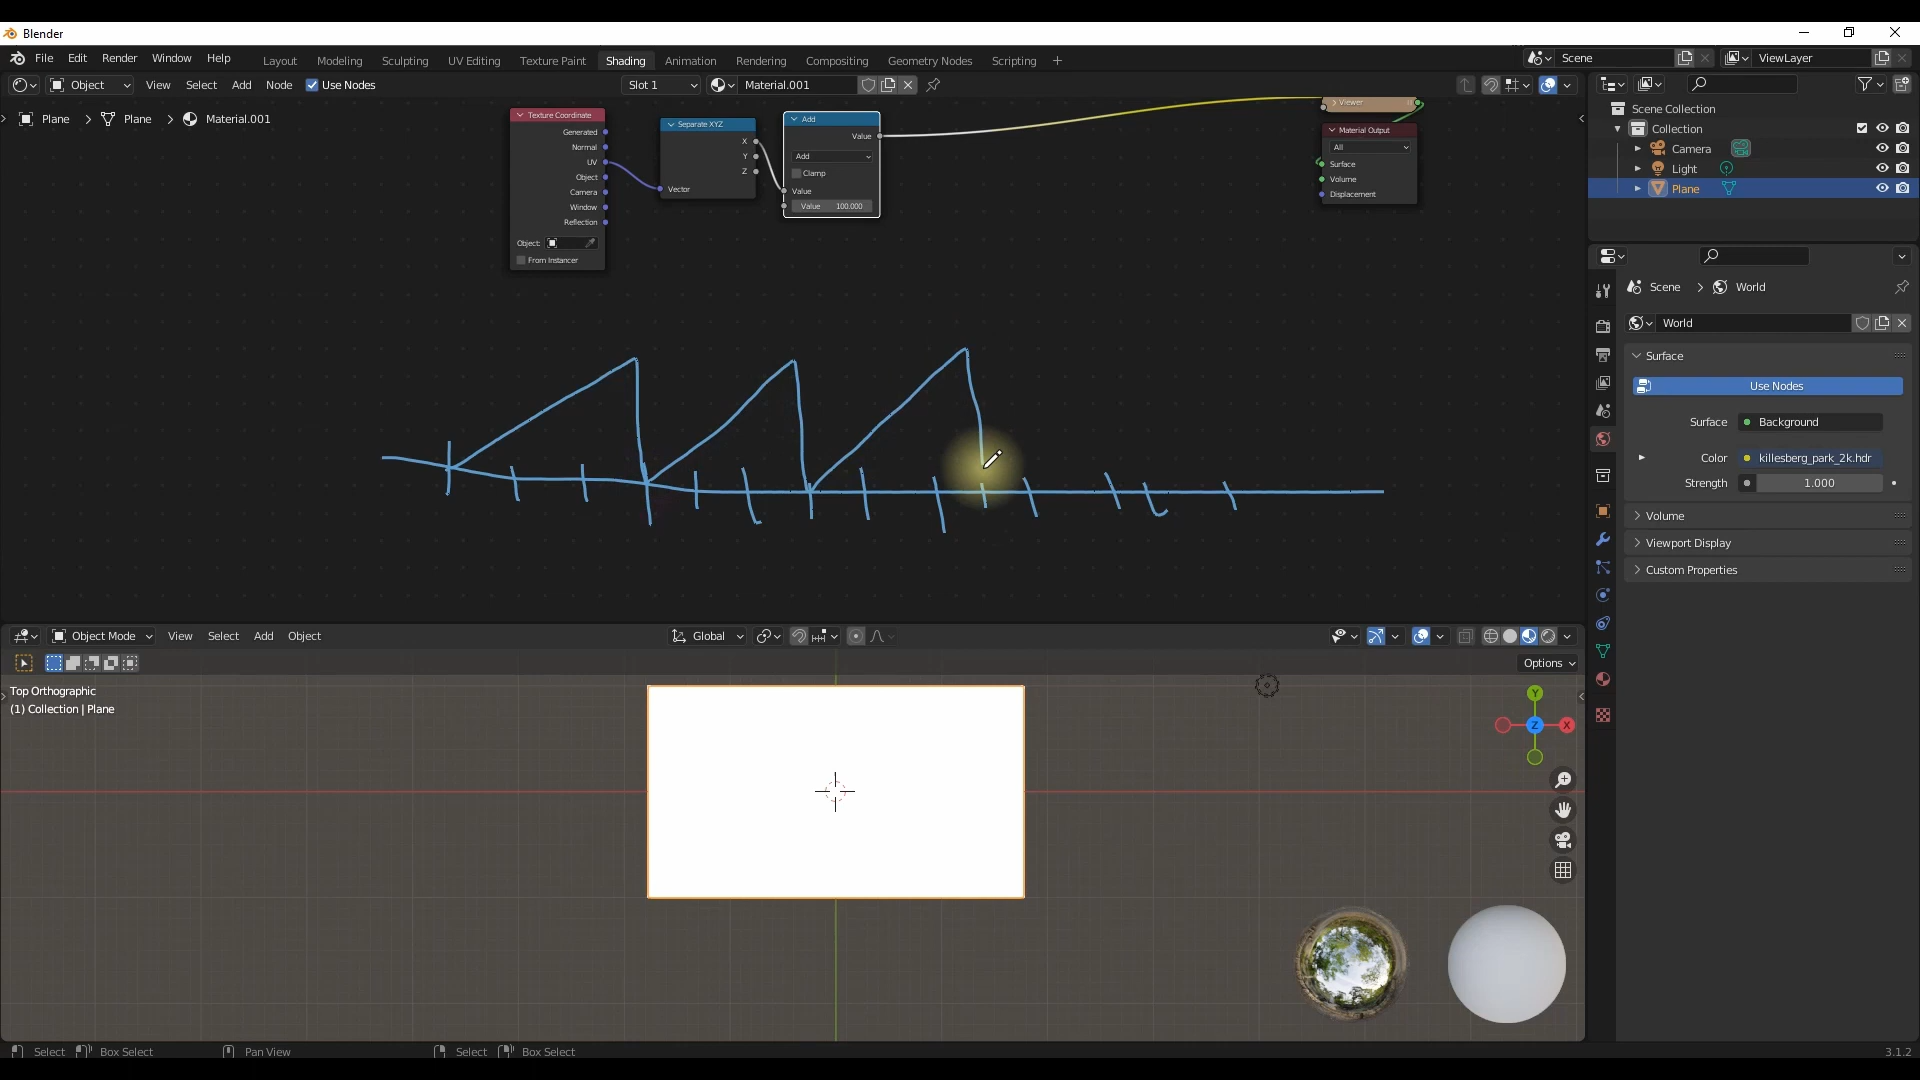 Blender
File Edit Render Window Help Layout Modeling Sculpting UV Editing Texture Paint Shading Animation Rendering Compositing Geometry Nodes Scripting + Scene ViewLayer
Object View Select Add Node Use Nodes Slot 1 Material.001
Plane > Plane > Material.001
Texture Coordinate
Generated
Normal
UV
Object
Camera
Window
Reflection
Object:
From Instancer
Separate XYZ
X
Y
Z
Vector
Add
Value
Add
Clamp
Value
Value 100.000
Viewer
Material Output
All
Surface
Volume
Displacement
Scene Collection
Collection
Camera
Light
Plane
Scene > World
World
Surface
Use Nodes
Surface Background
Color killesberg_park_2k.hdr
Strength 1.000
Volume
Viewport Display
Custom Properties
Object Mode View Select Add Object Global
Options
Top Orthographic
(1) Collection | Plane
Y
Z
X
Select Box Select Pan View Select Box Select 3.1.2